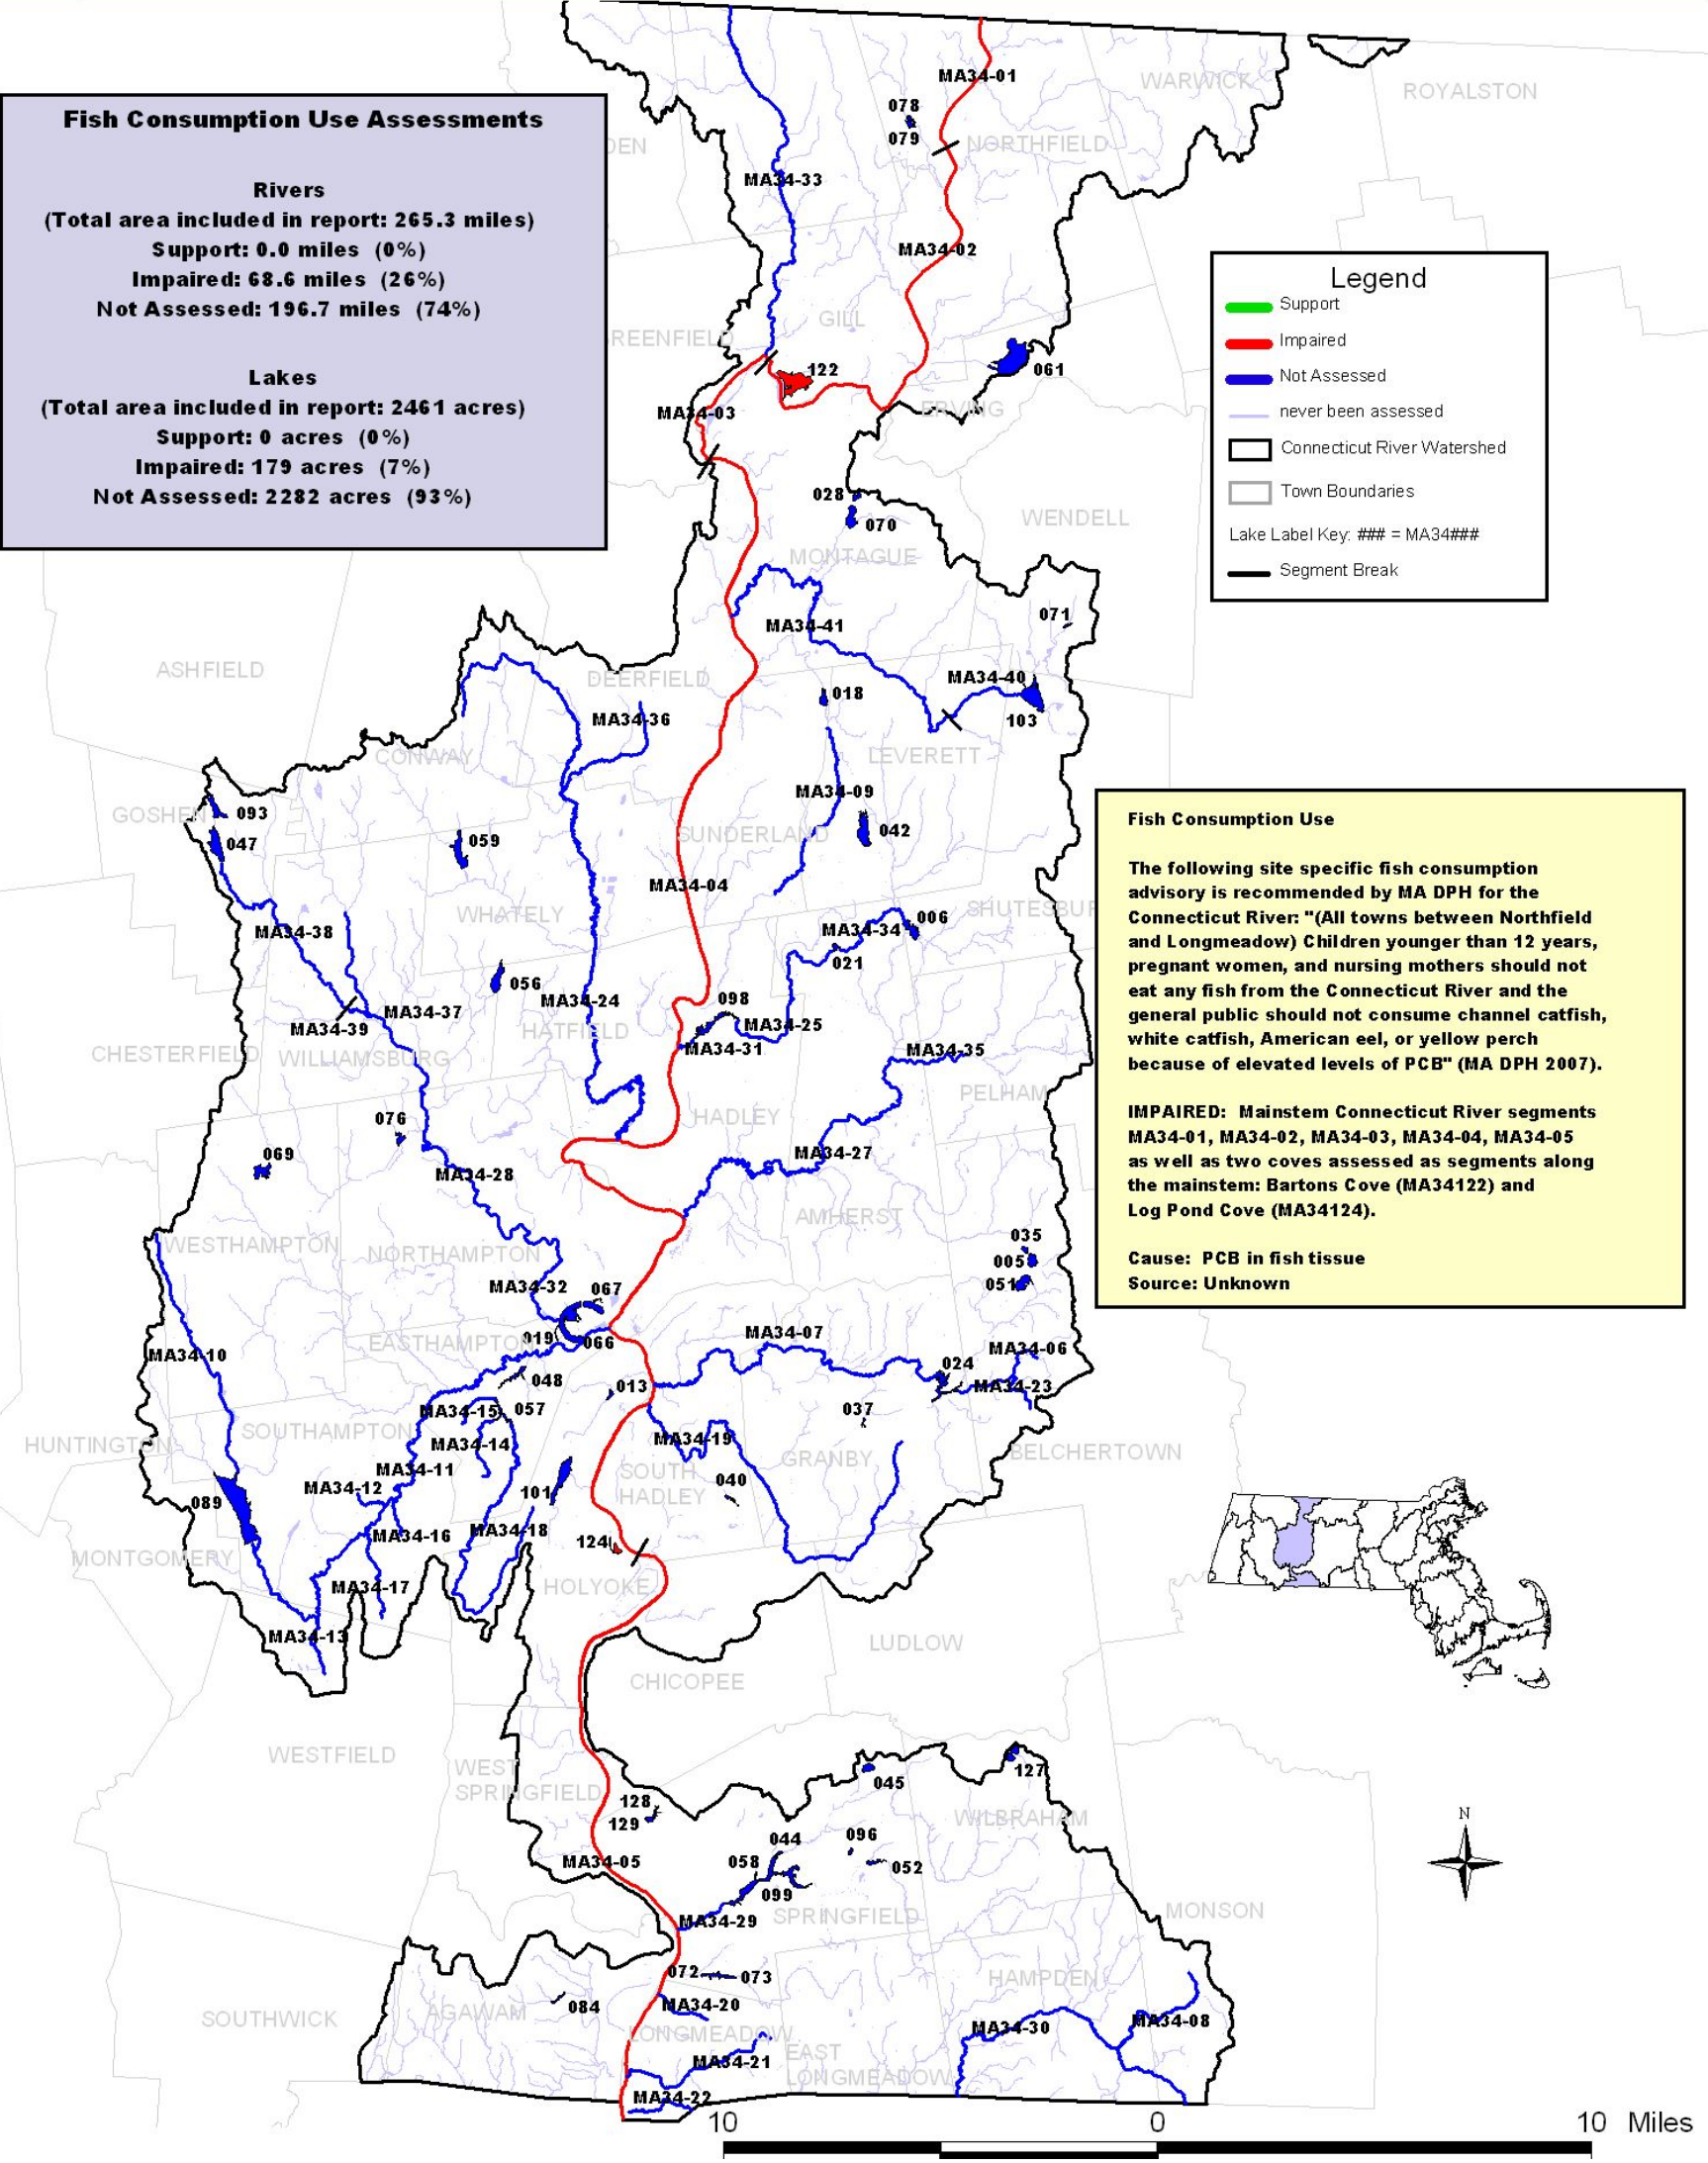 Fish Consumption Use Assessments
Rivers
(Total area included in report: 265.3 miles)
Support: 0.0 miles (0%)
Impaired: 68.6 miles (26%)
Not Assessed: 196.7 miles (74%)
Lakes
(Total area included in report: 2461 acres)
Support: 0 acres (0%)
Impaired: 179 acres (7%)
Not Assessed: 2282 acres (93%)
Legend
Support
Impaired
Not Assessed
never been assessed
Connecticut River Watershed
Town Boundaries
Lake Label Key: ### = MA34###
Segment Break
Fish Consumption Use
The following site specific fish consumption
advisory is recommended by MA DPH for the
Connecticut River: "(All towns between Northfield
and Longmeadow) Children younger than 12 years,
pregnant women, and nursing mothers should not
eat any fish from the Connecticut River and the
general public should not consume channel catfish,
white catfish, American eel, or yellow perch
because of elevated levels of PCB" (MA DPH 2007).
IMPAIRED: Mainstem Connecticut River segments
MA34-01, MA34-02, MA34-03, MA34-04, MA34-05
as well as two coves assessed as segments along
the mainstem: Bartons Cove (MA34122) and
Log Pond Cove (MA34124).
Cause: PCB in fish tissue
Source: Unknown
MA34-01
WARWICK
ROYALSTON
078
079
NORTHFIELD
DEN
MA34-33
MA34-02
GILL
REENFIELD
122
061
MA34-03
ERVING
028
070
WENDELL
MONTAGUE
071
MA34-41
ASHFIELD
DEERFIELD
MA34-40
018
103
MA34-36
CONWAY
LEVERETT
MA34-09
GOSHEN
093
047
059
SUNDERLAND
042
MA34-04
WHATELY
SHUTESBUR
006
MA34-34
MA34-38
021
056
MA34-24
098
MA34-37
MA34-25
MA34-39
HATFIELD
MA34-31
MA34-35
CHESTERFIELD
WILLIAMSBURG
PELHAM
076
HADLEY
069
MA34-27
MA34-28
AMHERST
035
WESTHAMPTON
NORTHAMPTON
005
051
MA34-32
067
019
066
EASTHAMPTON
MA34-07
MA34-06
MA34-10
024
048
013
MA34-23
MA34-15
057
037
SOUTHAMPTON
MA34-14
MA34-19
HUNTINGTON
GRANBY
BELCHERTOWN
MA34-11
SOUTH
HADLEY
MA34-12
101
040
089
MA34-16
MA34-18
124
MONTGOMERY
MA34-17
HOLYOKE
MA34-13
LUDLOW
CHICOPEE
WESTFIELD
WEST
SPRINGFIELD
045
127
128
129
WILBRAHAM
N
044
096
MA34-05
058
052
099
MA34-29
SPRINGFIELD
MONSON
072
073
HAMPDEN
084
MA34-20
SOUTHWICK
AGAWAM
LONGMEADOW
MA34-30
MA34-08
MA34-21
EAST
LONGMEADOW
MA34-22
10 0 10 Miles